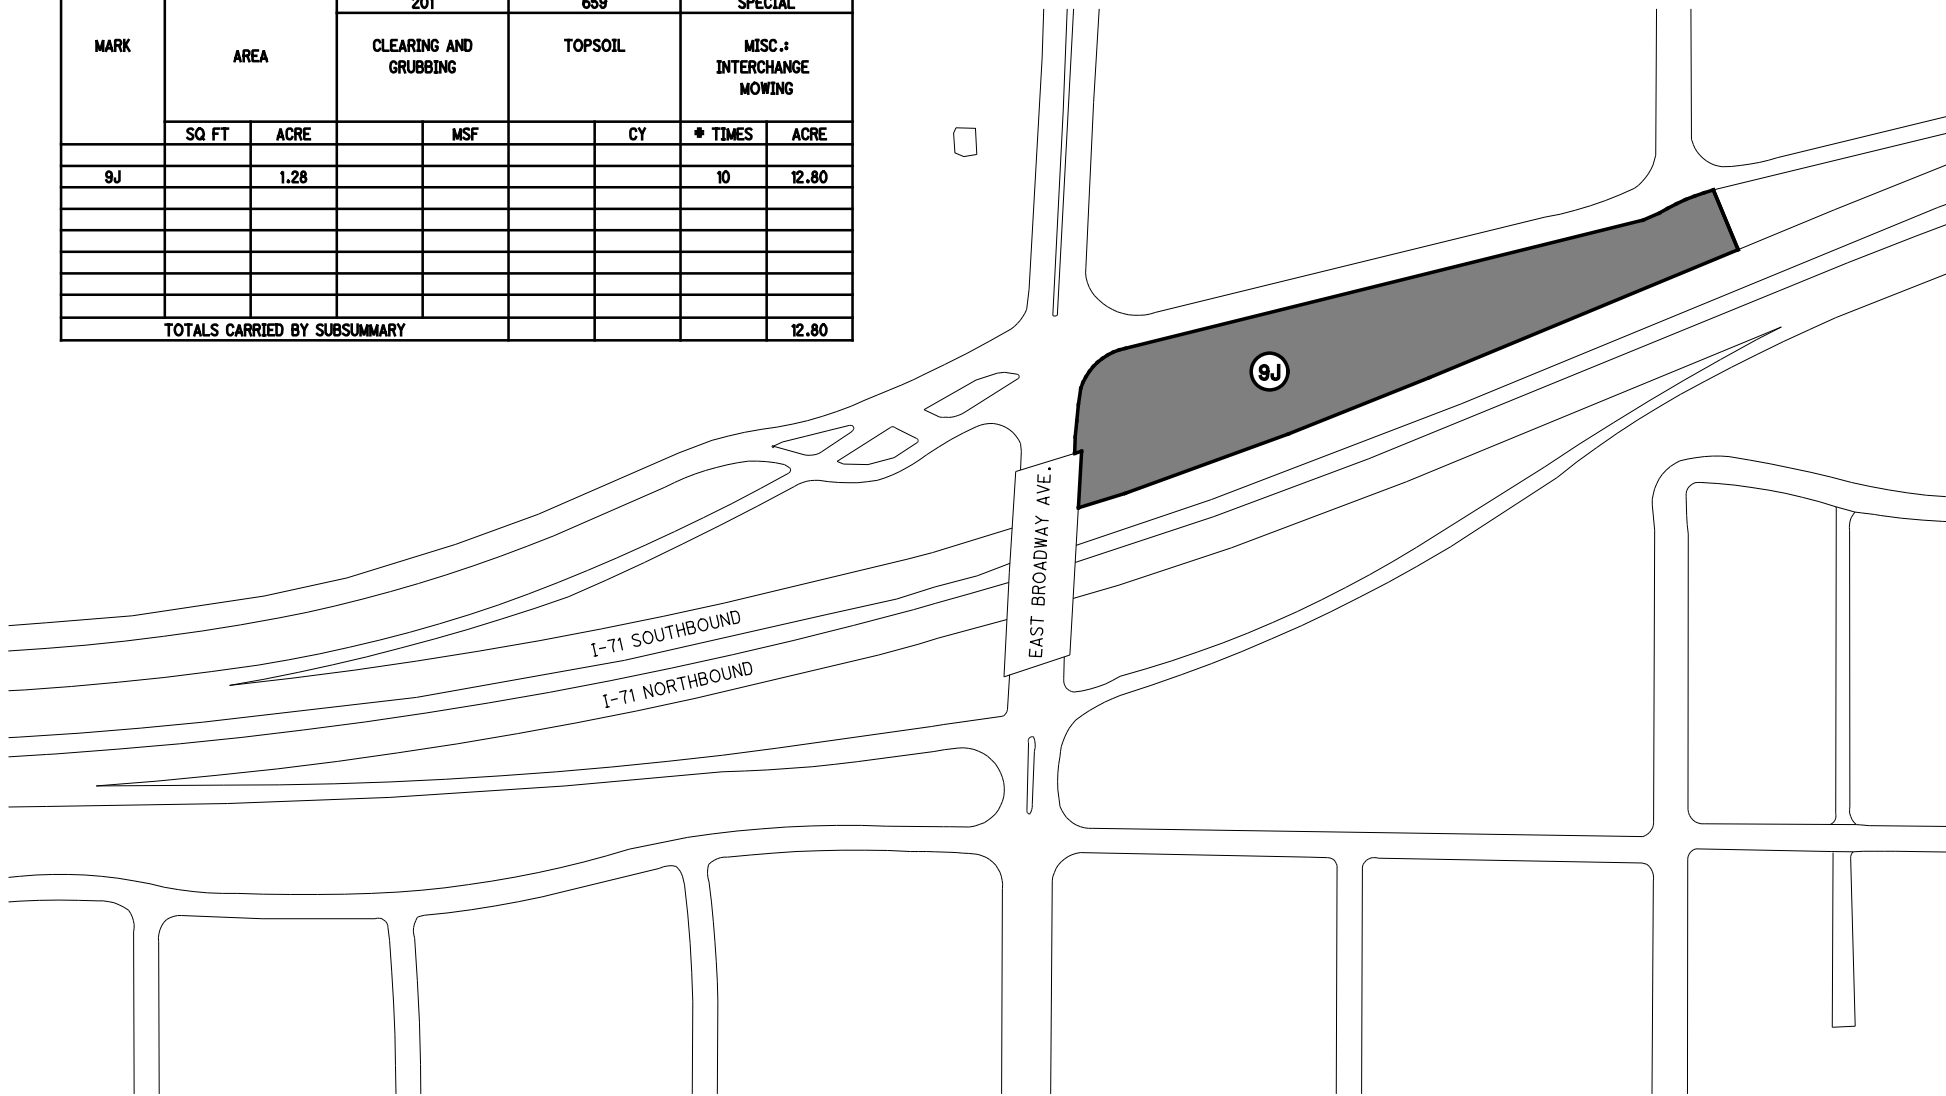 201 659 SPECIAL
MARK AREA CLEARING AND GRUBBING TOPSOIL MISC.: INTERCHANGE MOWING
SQ FT ACRE MSF CY # TIMES ACRE
9J 1.28 10 12.80
TOTALS CARRIED BY SUBSUMMARY 12.80
9J
EAST BROADWAY AVE.
I-71 SOUTHBOUND
I-71 NORTHBOUND